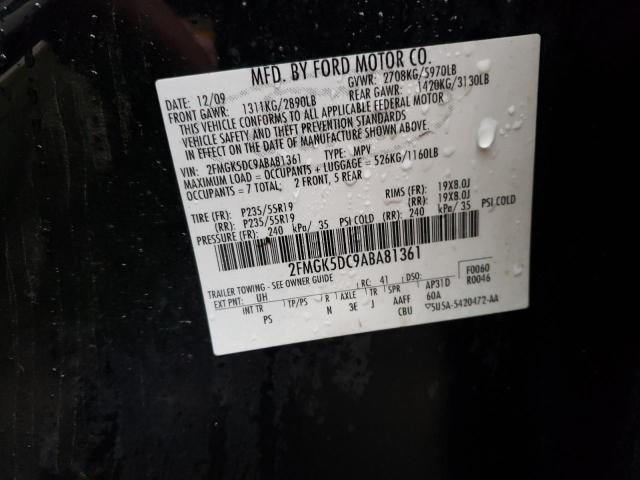 MFD. BY FORD MOTOR CO.
DATE: 12/09 GVWR: 2708KG/5970LB
FRONT GAWR: 1311KG/2890LB REAR GAWR: 1420KG/3130LB
THIS VEHICLE CONFORMS TO ALL APPLICABLE FEDERAL MOTOR
VEHICLE SAFETY AND THEFT PREVENTION STANDARDS
IN EFFECT ON THE DATE OF MANUFACTURE SHOWN ABOVE.
VIN: 2FMGK5DC9ABA81361 TYPE: MPV
MAXIMUM LOAD = OCCUPANTS + LUGGAGE = 526KG/1160LB
OCCUPANTS = 7 TOTAL; 2 FRONT, 5 REAR
TIRE (FR): P235/55R19 RIMS (FR): 19X8.0J
(RR): P235/55R19 (RR): 19X8.0J
PRESSURE (FR): 240 kPa/ 35 PSI COLD (RR): 240 kPa/ 35 PSI COLD
2FMGK5DC9ABA81361
TRAILER TOWING - SEE OWNER GUIDE F0060
EXT PNT: UH RC: 41 DSO: R0046
INT TR TP/PS R AXLE TR SPR AP31D
PS N 3E J AAFF 60A
CBU 5U5A-5420472-AA